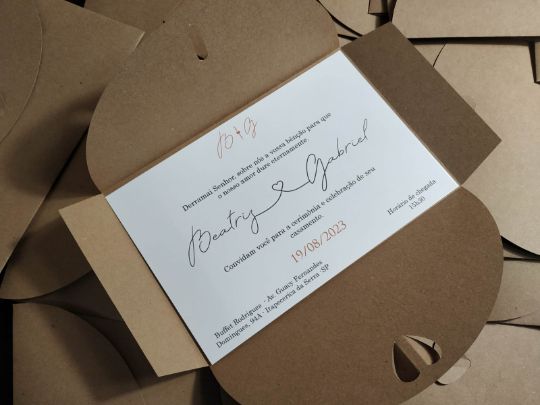 B & G
Derramai Senhor, sobre nós a vossa bênção para que
o nosso amor dure eternamente.
Beatriz Gabriel
Convidam você para a cerimônia e celebração de seu
casamento.
19/08/2023
Horário de chegada
15h30
Buffet Rodrigues - Av. Guacy Fernandes
Domingues, 94A - Itapecerica da Serra - SP